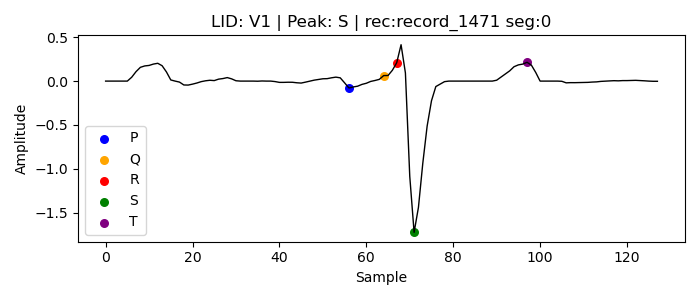 LID: V1 | Peak: S | rec:record_1471 seg:0
Amplitude
0.5
0.0
−0.5
−1.0
−1.5
P
Q
R
S
T
0 20 40 60 80 100 120
Sample